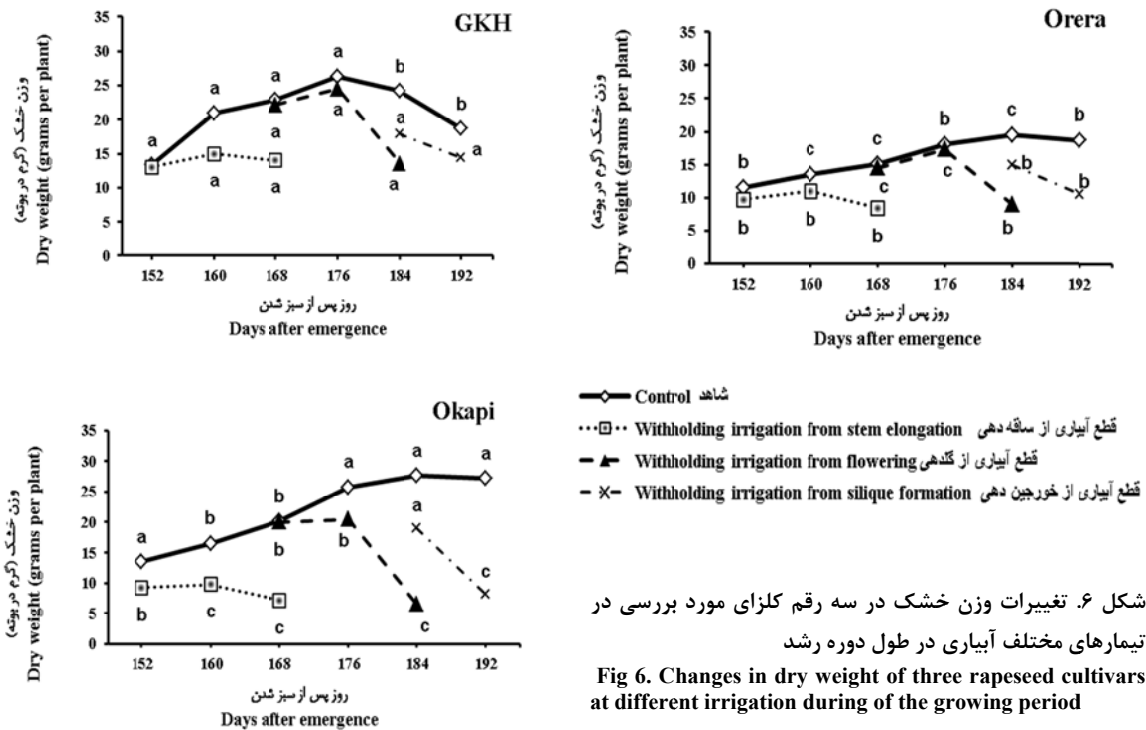 GKH
وزن خشک (گرم در بوته)
Dry weight (grams per plant)
35
30
25
20
15
10
5
0
a
a
a
a
b
b
a
a
a
a
a
a
a
a
152 160 168 176 184 192
روز پس از سبز شدن
Days after emergence
Orera
وزن خشک (گرم در بوته)
Dry weight (grams per plant)
35
30
25
20
15
10
5
0
b
c
c
b
c
b
b
b
c
b
c
b
b
b
152 160 168 176 184 192
روز پس از سبز شدن
Days after emergence
Okapi
وزن خشک (گرم در بوته)
Dry weight (grams per plant)
35
30
25
20
15
10
5
0
a
b
b
a
a
a
b
b
a
c
b
c
c
c
152 160 168 176 184 192
روز پس از سبز شدن
Days after emergence
Control شاهد
Withholding irrigation from stem elongation قطع آبیاری از ساقه دهی
Withholding irrigation from flowering قطع آبیاری از گلدهی
Withholding irrigation from silique formation قطع آبیاری از خورجین دهی
شکل ۶. تغییرات وزن خشک در سه رقم کلزای مورد بررسی در
تیمارهای مختلف آبیاری در طول دوره رشد
Fig 6. Changes in dry weight of three rapeseed cultivars
at different irrigation during of the growing period